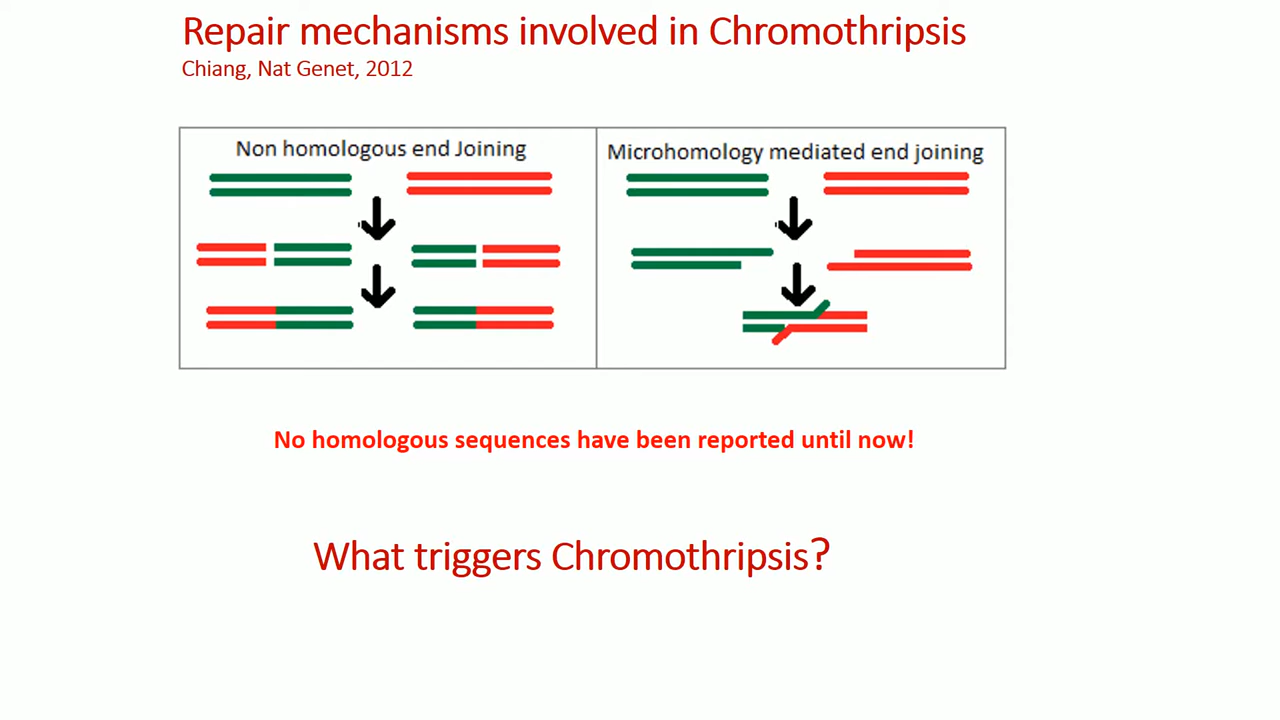 Repair mechanisms involved in Chromothripsis
Chiang, Nat Genet, 2012
Non homologous end Joining
Microhomology mediated end joining
No homologous sequences have been reported until now!
What triggers Chromothripsis?